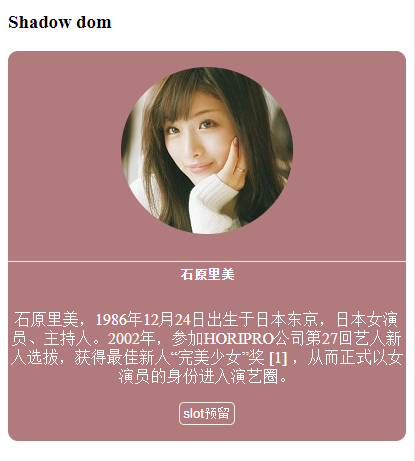 Shadow dom
石原里美
石原里美，1986年12月24日出生于日本东京，日本女演
员、主持人。2002年，参加HORIPRO公司第27回艺人新
人选拔，获得最佳新人“完美少女”奖 [1] ，从而正式以女
演员的身份进入演艺圈。
slot预留